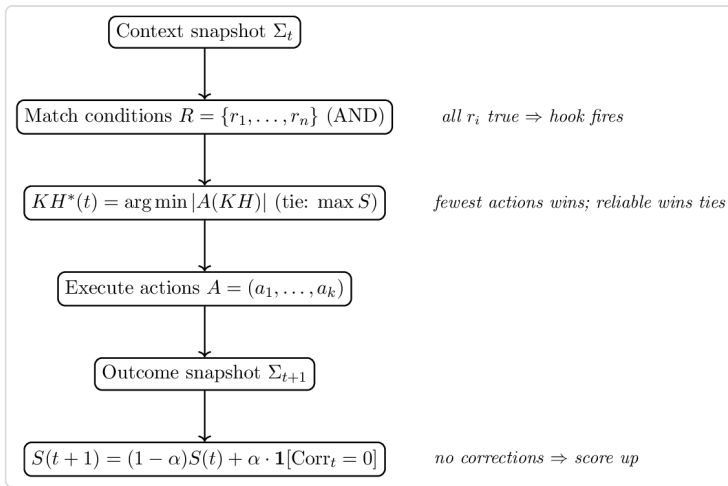 Context snapshot Σ_t
Match conditions R = {r_1, . . . , r_n} (AND)
all r_i true ⇒ hook fires
KH*(t) = arg min |A(KH)| (tie: max S)
fewest actions wins; reliable wins ties
Execute actions A = (a_1, . . . , a_k)
Outcome snapshot Σ_{t+1}
S(t + 1) = (1 − α)S(t) + α · 1[Corr_t = 0]
no corrections ⇒ score up